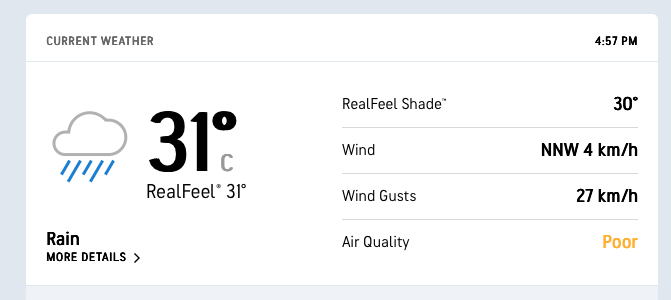 CURRENT WEATHER 4:57 PM
31° C
RealFeel® 31°
Rain
MORE DETAILS >
RealFeel Shade™ 30°
Wind NNW 4 km/h
Wind Gusts 27 km/h
Air Quality Poor